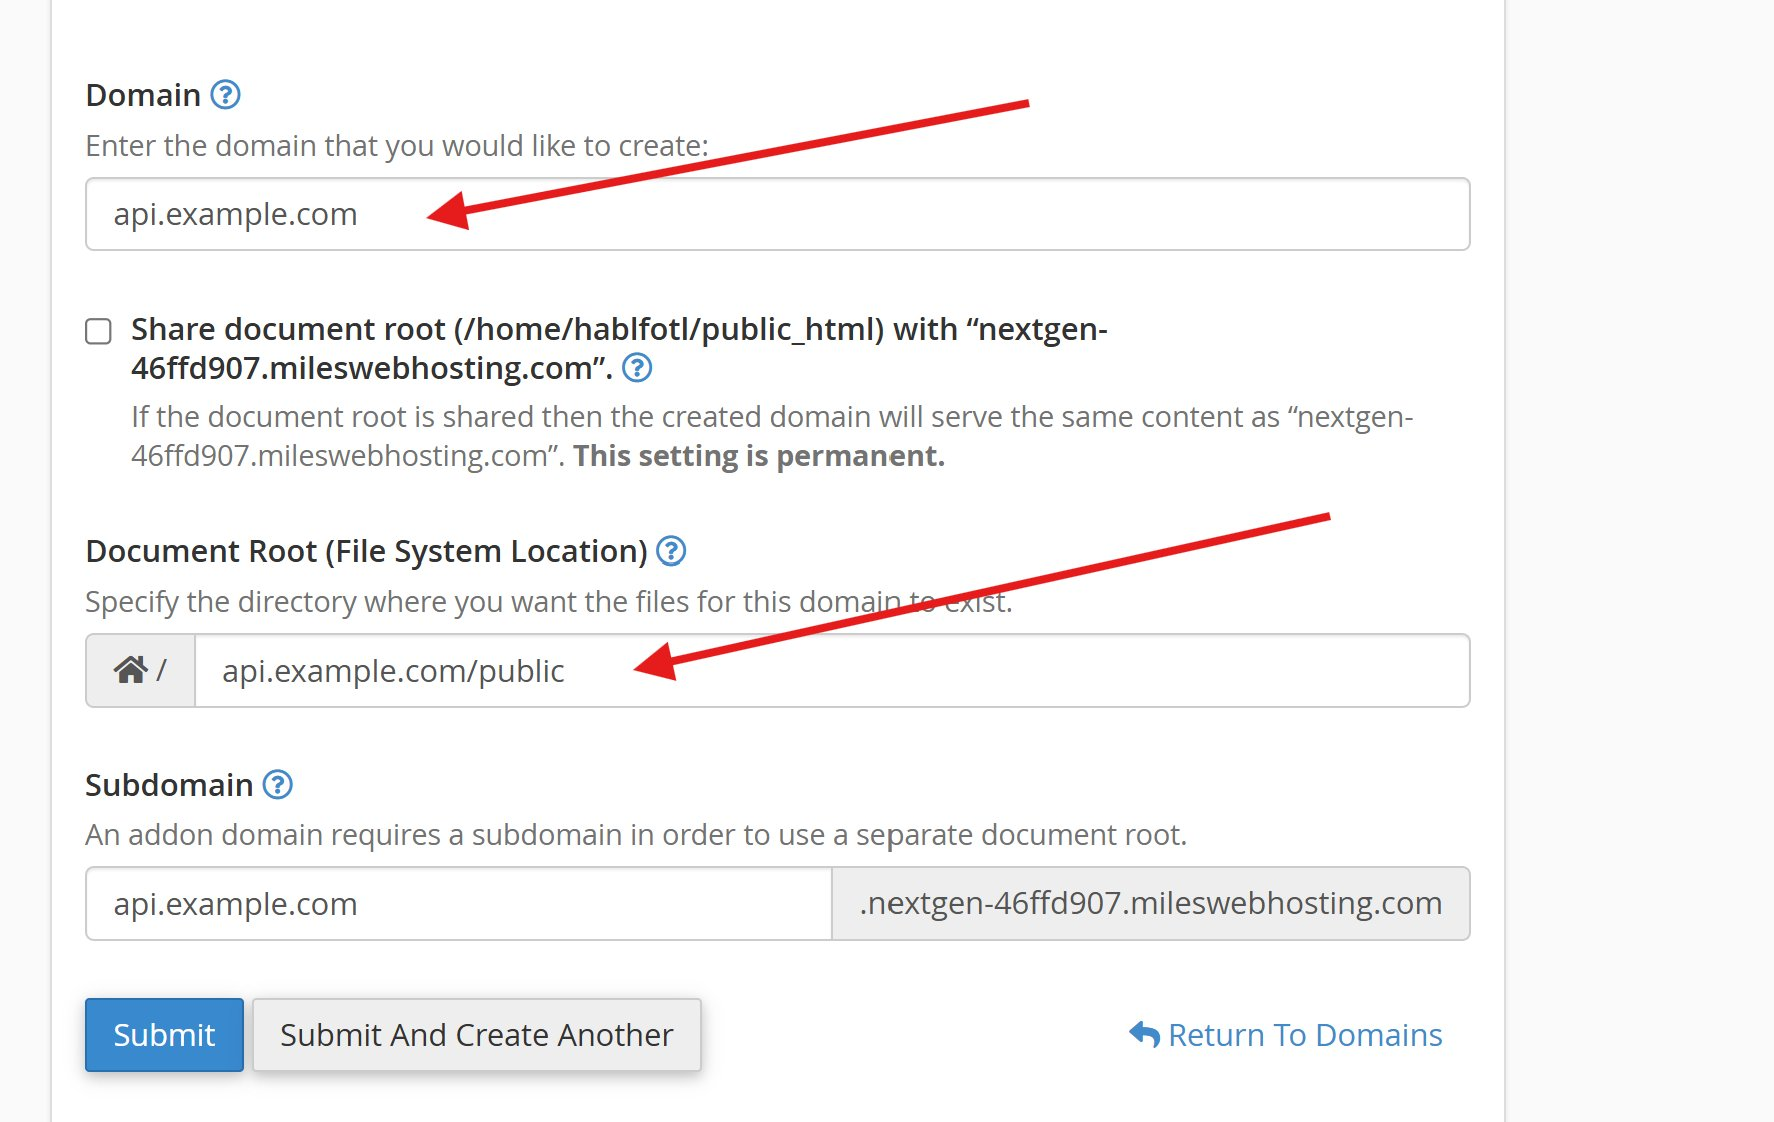 Domain ?
Enter the domain that you would like to create:
api.example.com
Share document root (/home/hablfotl/public_html) with “nextgen-
46ffd907.mileswebhosting.com”. ?
If the document root is shared then the created domain will serve the same content as “nextgen-
46ffd907.mileswebhosting.com”. This setting is permanent.
Document Root (File System Location) ?
Specify the directory where you want the files for this domain to exist.
/ api.example.com/public
Subdomain ?
An addon domain requires a subdomain in order to use a separate document root.
api.example.com .nextgen-46ffd907.mileswebhosting.com
Submit Submit And Create Another Return To Domains